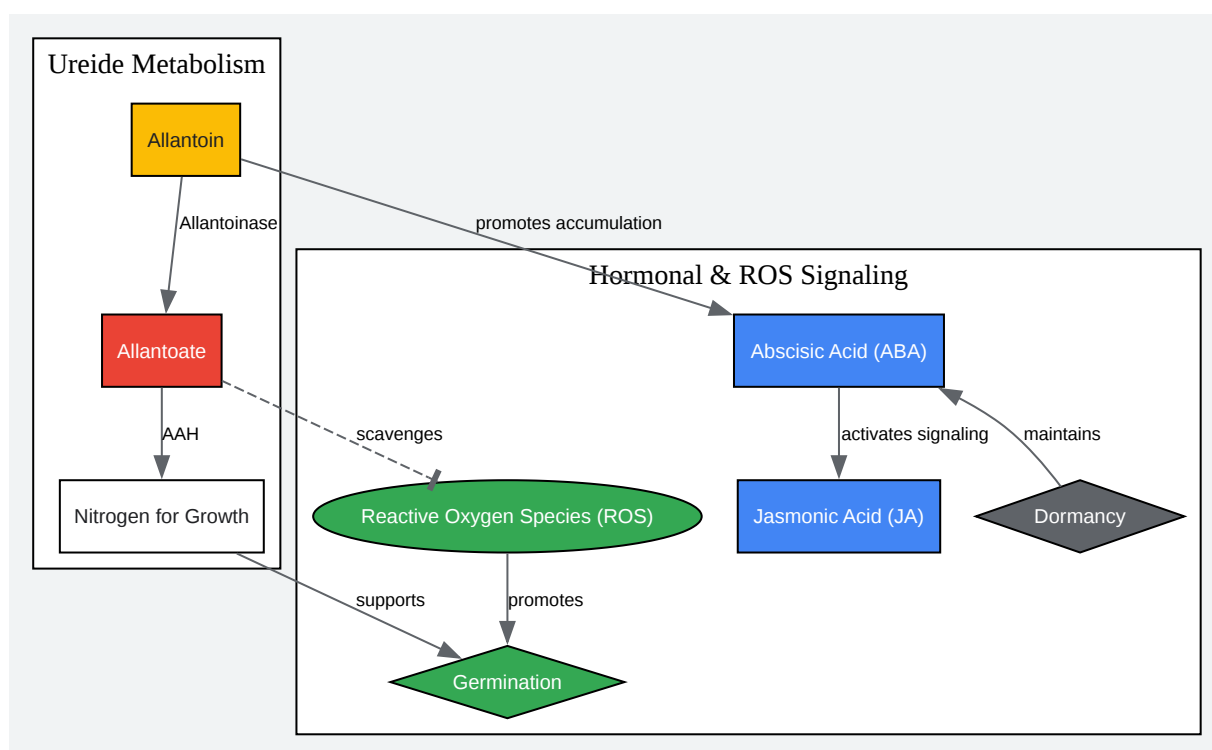 Ureide Metabolism
Allantoin
Allantoinase
promotes accumulation
Hormonal & ROS Signaling
Allantoate
Abscisic Acid (ABA)
AAH
scavenges
activates signaling
maintains
Nitrogen for Growth
Reactive Oxygen Species (ROS)
Jasmonic Acid (JA)
Dormancy
supports
promotes
Germination